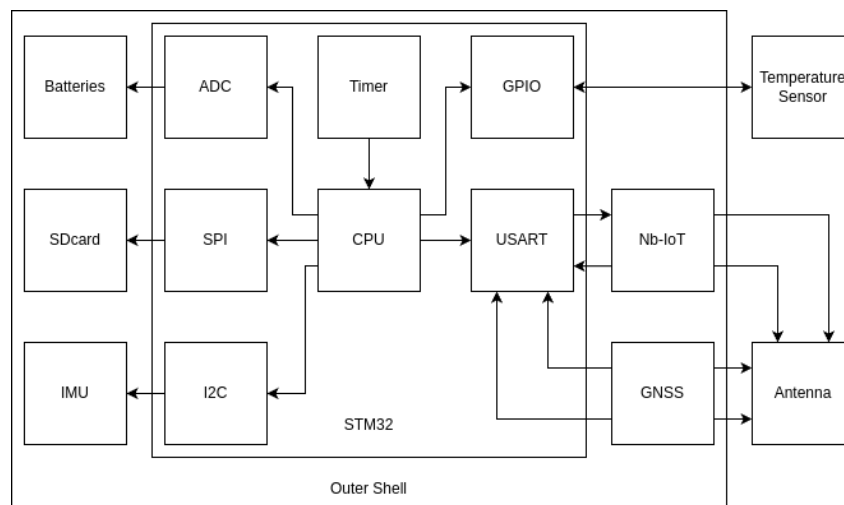 Batteries
ADC
Timer
GPIO
Temperature
Sensor
SDcard
SPI
CPU
USART
Nb-IoT
IMU
I2C
GNSS
Antenna
STM32
Outer Shell